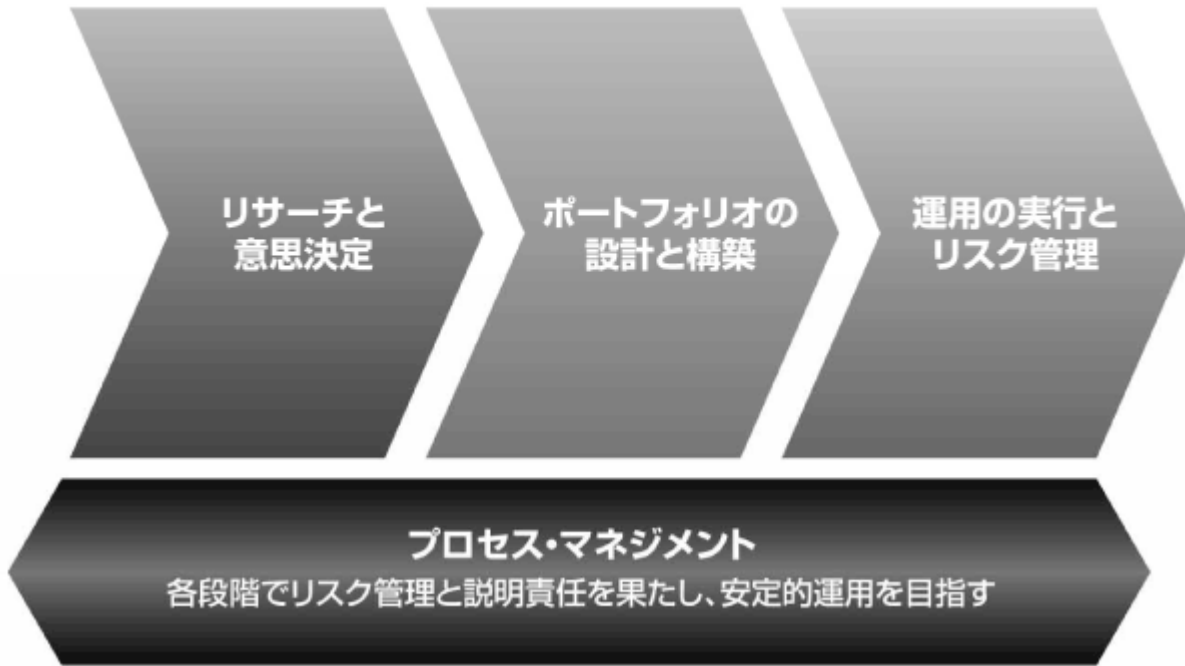 リサーチと
意思決定
ポートフォリオの
設計と構築
運用の実行と
リスク管理
プロセス・マネジメント
各段階でリスク管理と説明責任を果たし、安定的運用を目指す